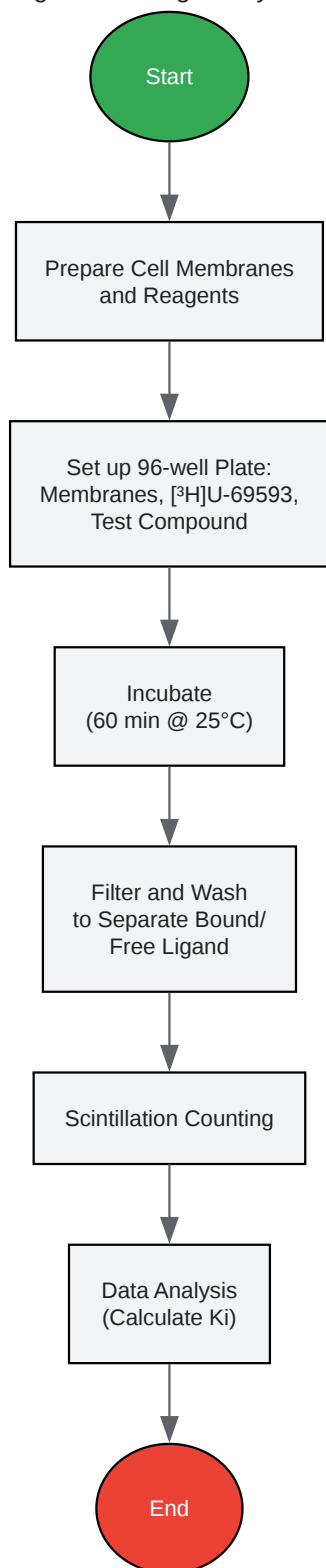 Start
Prepare Cell Membranes
and Reagents
Set up 96-well Plate:
Membranes, [³H]U-69593,
Test Compound
Incubate
(60 min @ 25°C)
Filter and Wash
to Separate Bound/
Free Ligand
Scintillation Counting
Data Analysis
(Calculate Ki)
End